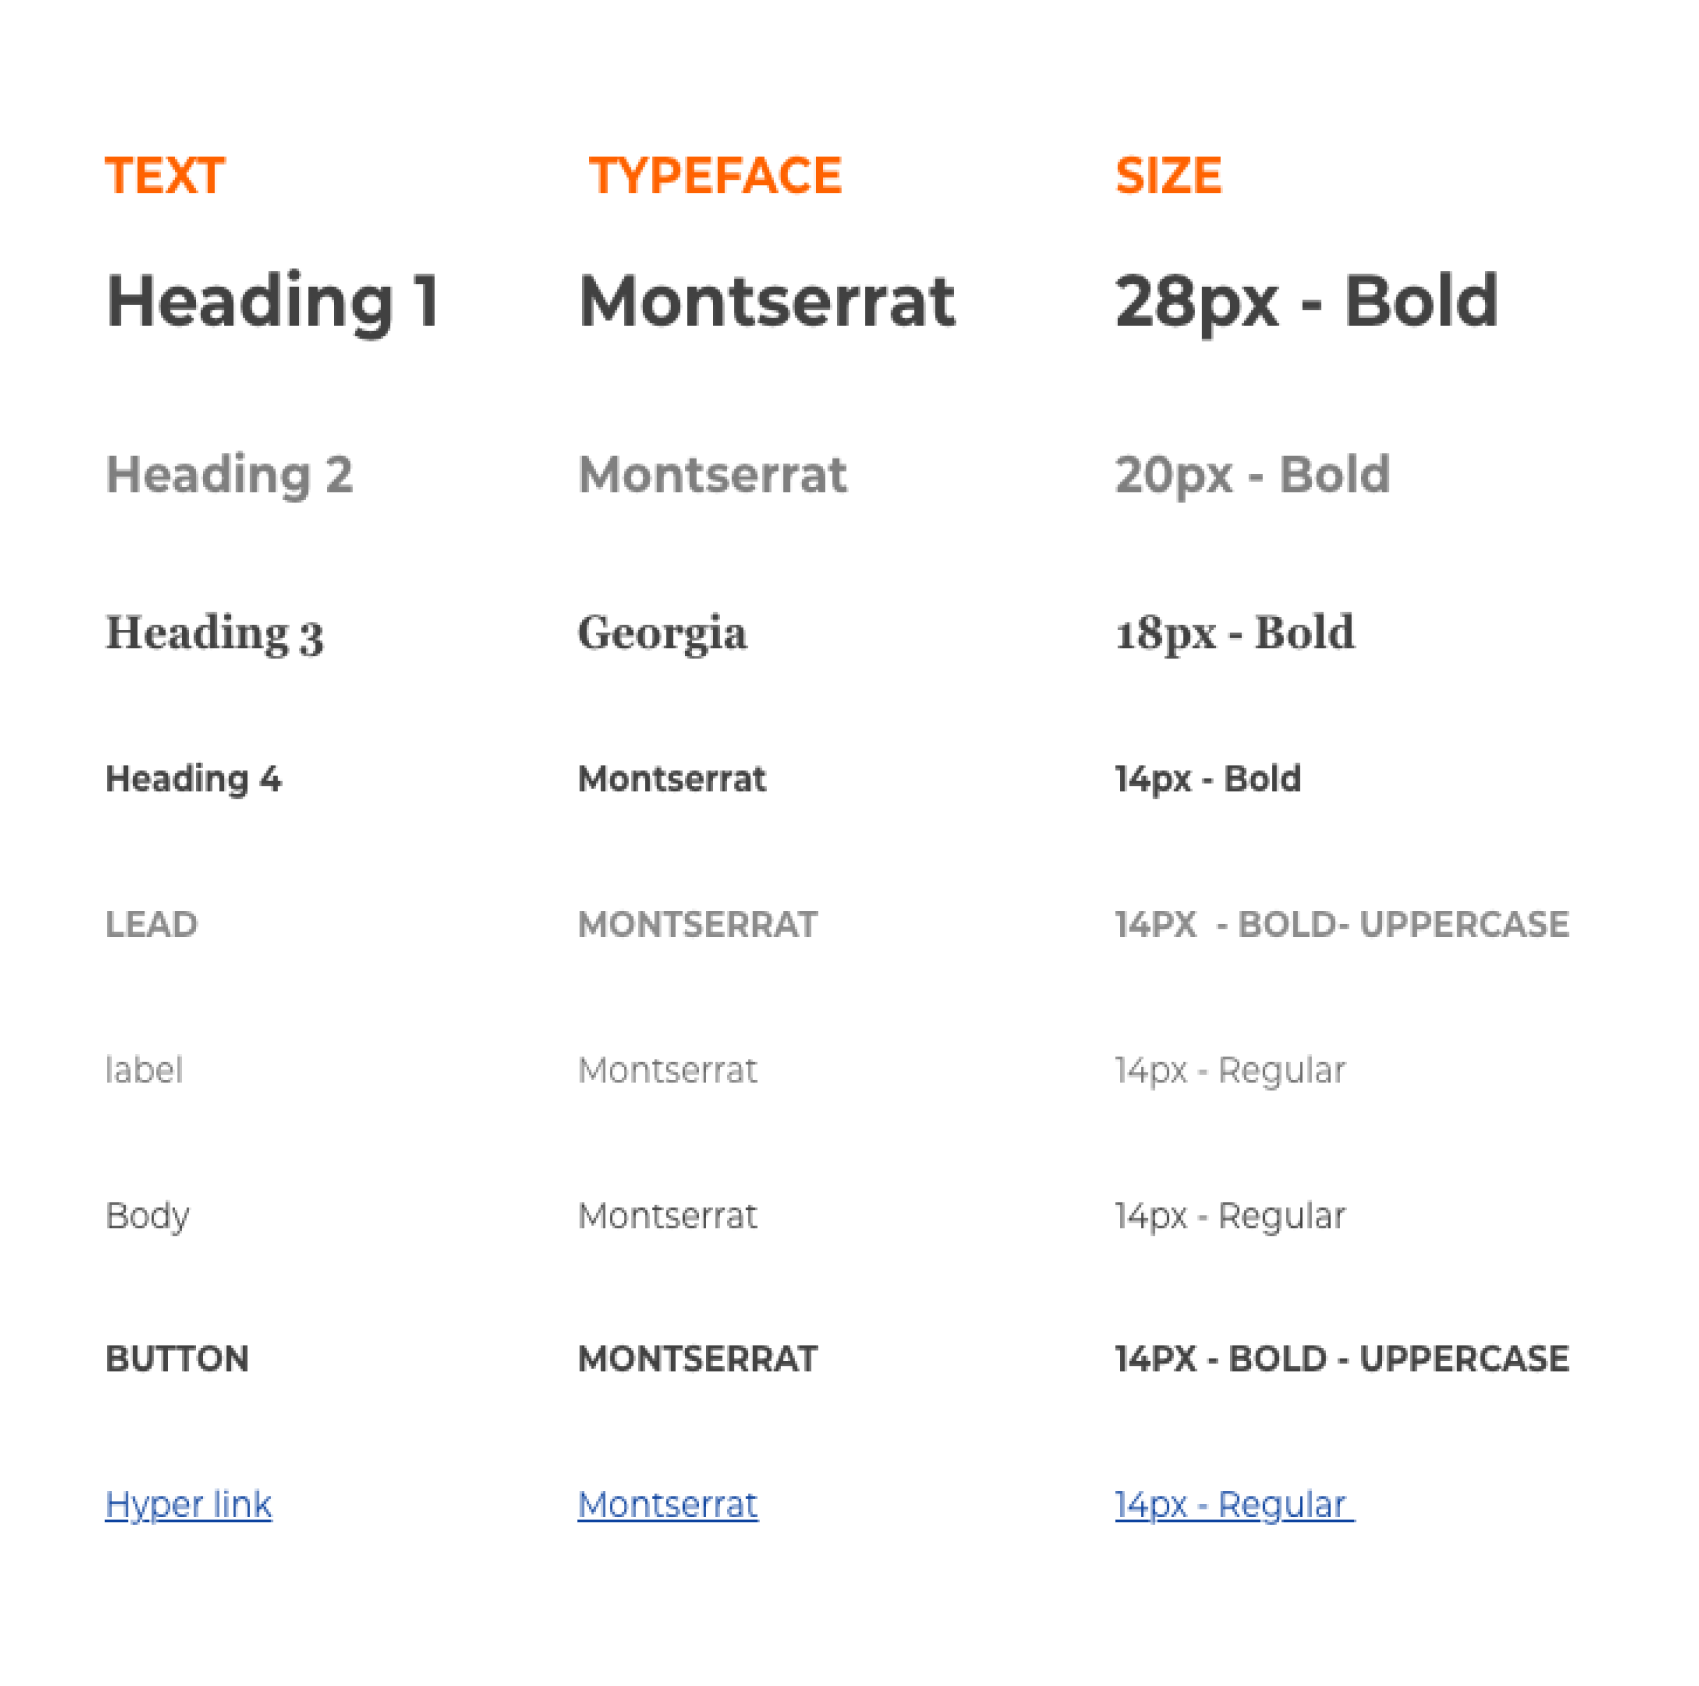 TEXT TYPEFACE SIZE
Heading 1 Montserrat 28px - Bold
Heading 2 Montserrat 20px - Bold
Heading 3 Georgia 18px - Bold
Heading 4 Montserrat 14px - Bold
LEAD MONTSERRAT 14PX  - BOLD- UPPERCASE
label Montserrat 14px - Regular
Body Montserrat 14px - Regular
BUTTON MONTSERRAT 14PX - BOLD - UPPERCASE
Hyper link Montserrat 14px - Regular